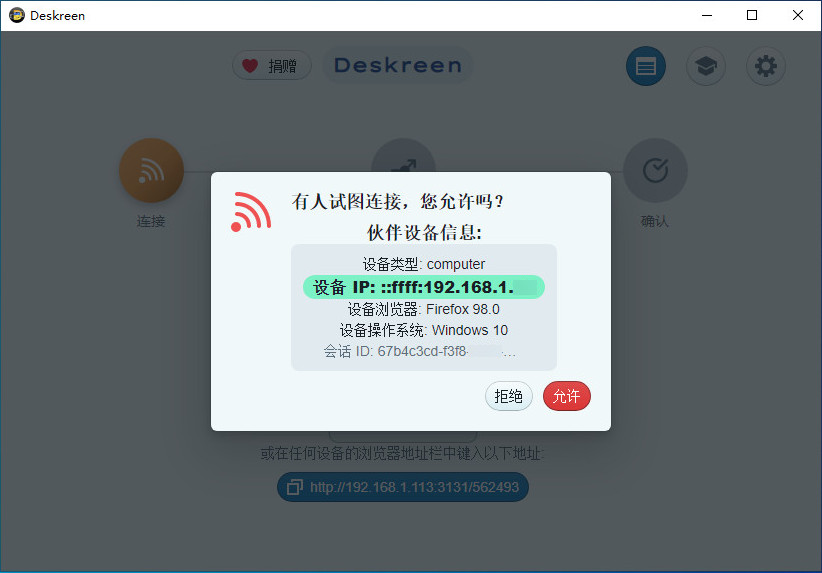 Deskreen
捐赠
Deskreen
连接
确认
有人试图连接，您允许吗？
伙伴设备信息:
设备类型: computer
设备 IP: ::ffff:192.168.1.
设备浏览器: Firefox 98.0
设备操作系统: Windows 10
会话 ID: 67b4c3cd-f3f8-
拒绝
允许
或在任何设备的浏览器地址栏中键入以下地址:
http://192.168.1.113:3131/562493